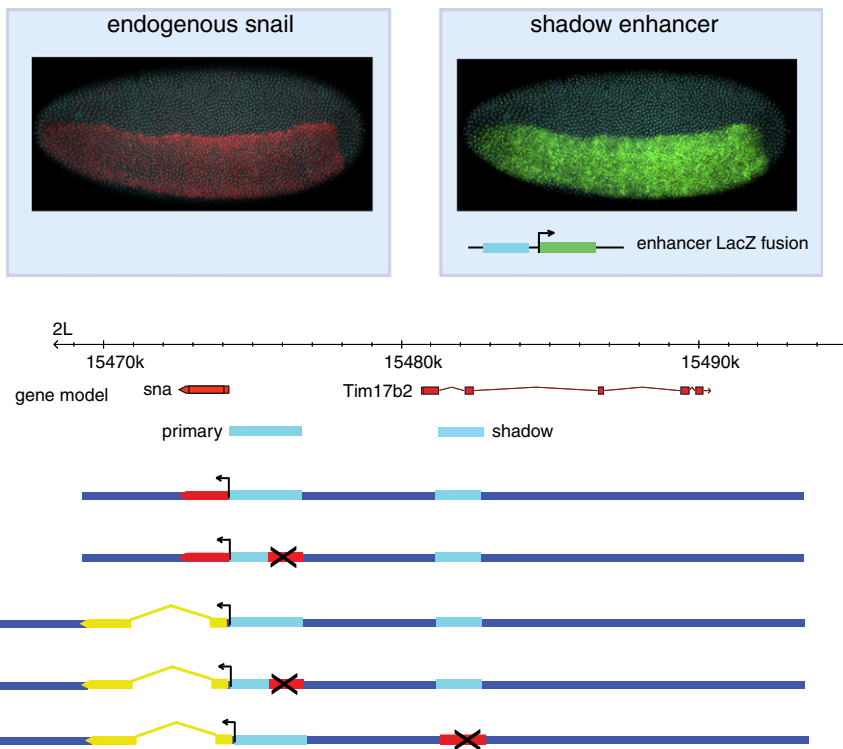 endogenous snail
shadow enhancer
enhancer LacZ fusion
2L
15470k
15480k
15490k
gene model
sna
Tim17b2
primary
shadow